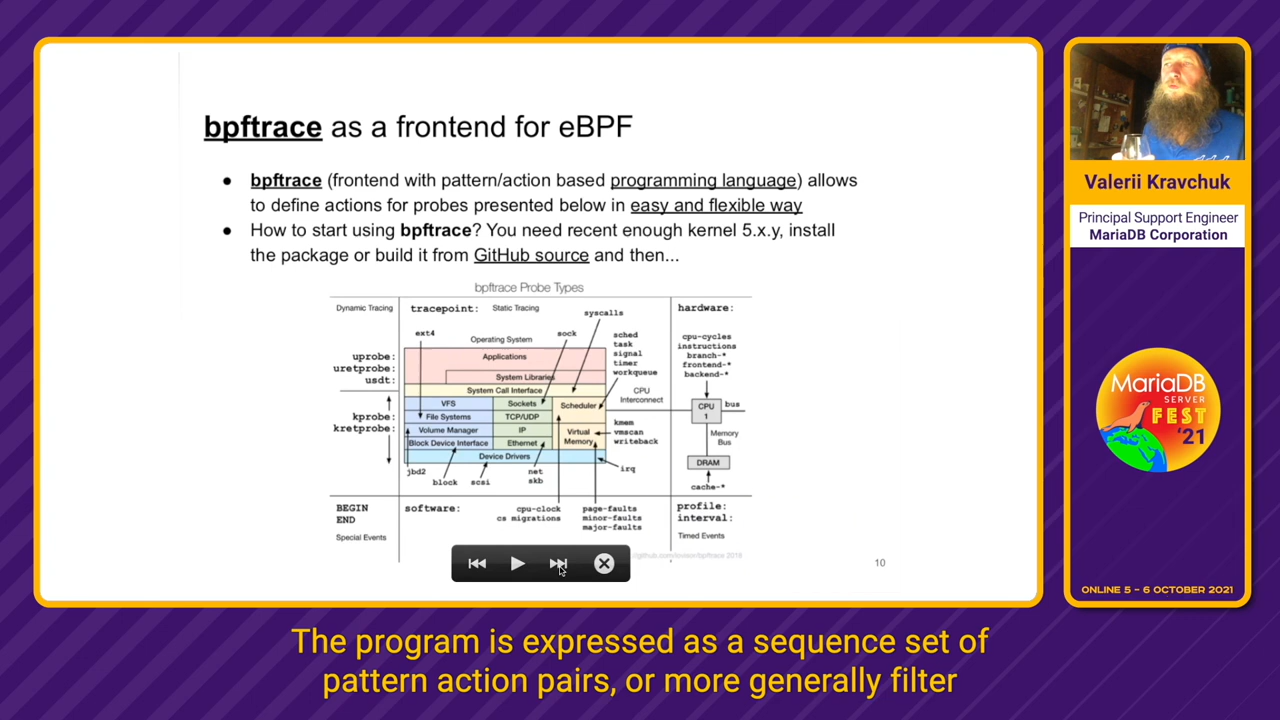 bpftrace as a frontend for eBPF
● bpftrace (frontend with pattern/action based programming language) allows
to define actions for probes presented below in easy and flexible way
● How to start using bpftrace? You need recent enough kernel 5.x.y, install
the package or build it from GitHub source and then...
bpftrace Probe Types
Dynamic Tracing
tracepoint: Static Tracing
hardware:
syscalls
ext4
sock
Operating System
sched
task
signal
timer
workqueue
cpu-cycles
instructions
branch-*
frontend-*
backend-*
uprobe:
uretprobe:
usdt:
Applications
System Libraries
System Call Interface
CPU
Interconnect
VFS
Sockets
Scheduler
File Systems
TCP/UDP
Volume Manager
IP
Virtual
Memory
Block Device Interface
Ethernet
Device Drivers
kprobe:
kretprobe:
kmem
vmscan
writeback
CPU
1
bus
Memory
Bus
DRAM
cache-*
jbd2
block
scsi
net
skb
irq
BEGIN
END
Special Events
software:
cpu-clock
cs migrations
page-faults
minor-faults
major-faults
profile:
interval:
Timed Events
10
Valerii Kravchuk
Principal Support Engineer
MariaDB Corporation
MariaDB
SERVER
FEST
'21
ONLINE 5 – 6 OCTOBER 2021
The program is expressed as a sequence set of
pattern action pairs, or more generally filter